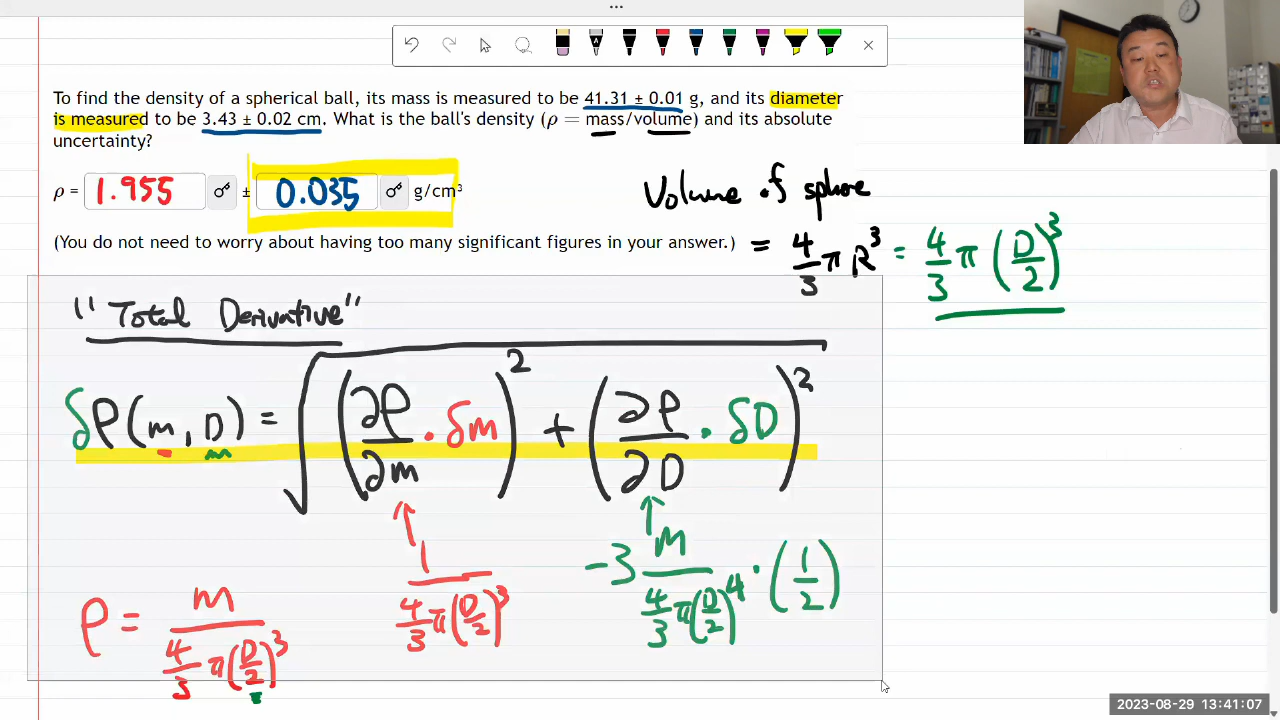 To find the density of a spherical ball, its mass is measured to be 41.31 ± 0.01 g, and its diameter
is measured to be 3.43 ± 0.02 cm. What is the ball's density (ρ = mass/volume) and its absolute
uncertainty?
ρ = 1.955 σ ± 0.035 σ g/cm³
(You do not need to worry about having too many significant figures in your answer.)
Volume of sphere
= 4/3 π R³ = 4/3 π (D/2)³
"Total Derivative"
δρ(m, D) = √((∂ρ/∂m · δm)² + (∂ρ/∂D · δD)²)
1/(4/3 π(D/2)³)
-3 m/(4/3 π(D/2)⁴) · (1/2)
ρ = m/(4/3 π(D/2)³)
2023-08-29 13:41:07